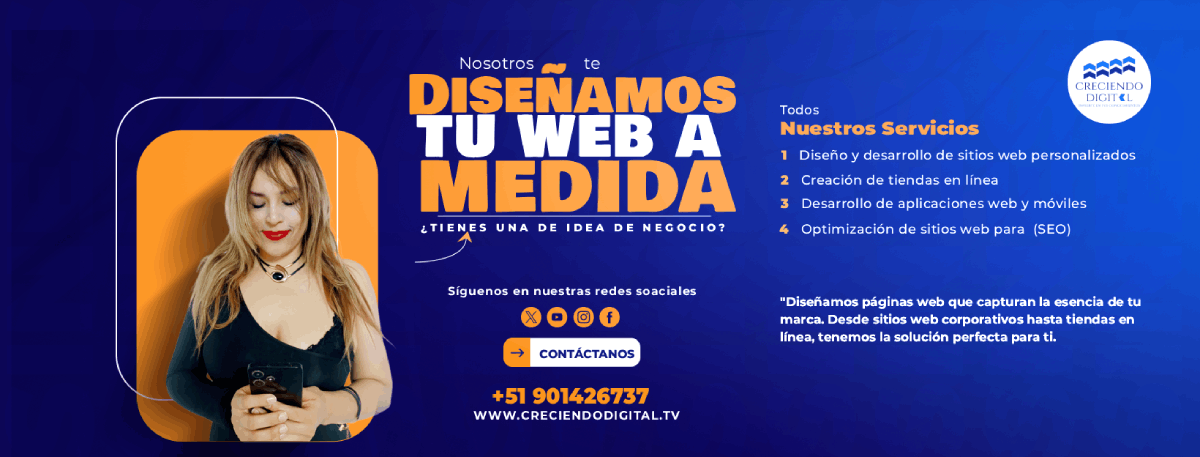 Nosotros te
DISEÑAMOS
TU WEB A
MEDIDA
¿TIENES UNA DE IDEA DE NEGOCIO?
Síguenos en nuestras redes soaciales
CONTÁCTANOS
+51 901426737
WWW.CRECIENDODIGITAL.TV
CRECIENDO
DIGITAL
Todos
Nuestros Servicios
1 Diseño y desarrollo de sitios web personalizados
2 Creación de tiendas en línea
3 Desarrollo de aplicaciones web y móviles
4 Optimización de sitios web para (SEO)
"Diseñamos páginas web que capturan la esencia de tu
marca. Desde sitios web corporativos hasta tiendas en
línea, tenemos la solución perfecta para ti.